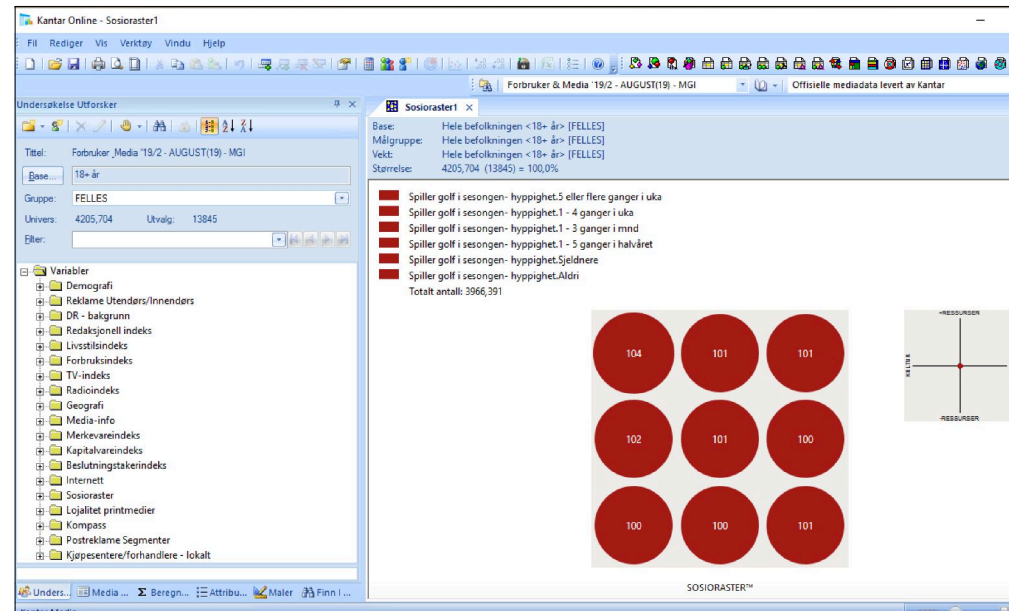 Kantar Online - Sosioraster1
Fil Rediger Vis Verktøy Vindu Hjelp
Forbruker & Media '19/2 - AUGUST(19) - MGI
Offisielle mediadata levert av Kantar
Undersøkelse Utforsker
Tittel: Forbruker_Media '19/2 - AUGUST(19) - MGI
Base... 18+ år
Gruppe: FELLES
Univers: 4205,704 Utvalg: 13845
Filter:
Variabler
Demografi
Reklame Utendørs/Innendørs
DR - bakgrunn
Redaksjonell indeks
Livsstilsindeks
Forbruksindeks
TV-indeks
Radioindeks
Geografi
Media-info
Merkevareindeks
Kapitalvareindeks
Beslutningstakerindeks
Internett
Sosioraster
Lojalitet printmedier
Kompass
Postreklame Segmenter
Kjøpesentere/forhandlere - lokalt
Unders... Media ... Σ Beregn... Attribu... Maler Finn I ...
Sosioraster1
Base: Hele befolkningen <18+ år> [FELLES]
Målgruppe: Hele befolkningen <18+ år> [FELLES]
Vekt: Hele befolkningen <18+ år> [FELLES]
Størrelse: 4205,704 (13845) = 100,0%
Spiller golf i sesongen- hyppighet.5 eller flere ganger i uka
Spiller golf i sesongen- hyppighet.1 - 4 ganger i uka
Spiller golf i sesongen- hyppighet.1 - 3 ganger i mnd
Spiller golf i sesongen- hyppighet.1 - 5 ganger i halvåret
Spiller golf i sesongen- hyppighet.Sjeldnere
Spiller golf i sesongen- hyppighet.Aldri
Totalt antall: 3966,391
104 101 101
102 101 100
100 100 101
+RESSURSER
KULTUR
-RESSURSER
SOSIORASTER™